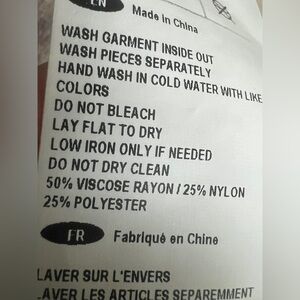 EN Made in China
WASH GARMENT INSIDE OUT
WASH PIECES SEPARATELY
HAND WASH IN COLD WATER WITH LIKE
COLORS
DO NOT BLEACH
LAY FLAT TO DRY
LOW IRON ONLY IF NEEDED
DO NOT DRY CLEAN
50% VISCOSE RAYON / 25% NYLON
25% POLYESTER
FR Fabriqué en Chine
LAVER SUR L'ENVERS
LAVER LES ARTICLES SEPAREMMENT